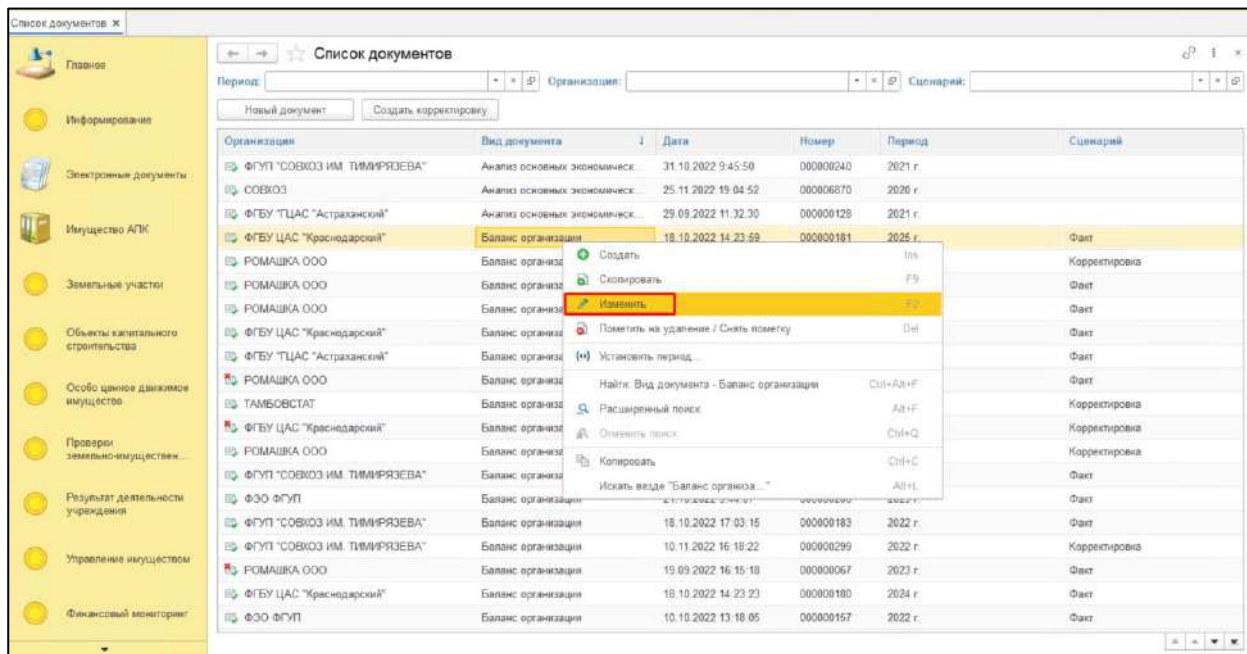 Список документов ×
Главное
Информирование
Электронные документы
Имущество АПК
Земельные участки
Объекты капитального
строительства
Особо ценное движимое
имущество
Проверки
земельно-имуществен...
Результат деятельности
учреждения
Управление имуществом
Финансовый мониторинг
Список документов
Период: Организация: Сценарий:
Новый документ Создать корректировку
Организация Вид документа ↓ Дата Номер Период Сценарий
ФГУП "СОВХОЗ ИМ. ТИМИРЯЗЕВА" Анализ основных экономическ... 31.10.2022 9:45:50 000000240 2021 г.
СОВХОЗ Анализ основных экономическ... 25.11.2022 19:04:52 000006870 2020 г.
ФГБУ "ГЦАС "Астраханский" Анализ основных экономическ... 29.09.2022 11:32:30 000000128 2021 г.
ФГБУ ЦАС "Краснодарский" Баланс организации 18.10.2022 14:23:59 000000181 2025 г. Факт
РОМАШКА ООО Баланс организа Корректировка
РОМАШКА ООО Баланс организа Факт
РОМАШКА ООО Баланс организа Факт
ФГБУ ЦАС "Краснодарский" Баланс организа Факт
ФГБУ "ГЦАС "Астраханский" Баланс организа Факт
РОМАШКА ООО Баланс организа Факт
ТАМБОВСТАТ Баланс организа Корректировка
ФГБУ ЦАС "Краснодарский" Баланс организа Корректировка
РОМАШКА ООО Баланс организа Корректировка
ФГУП "СОВХОЗ ИМ. ТИМИРЯЗЕВА" Баланс организа Факт
ФЭО ФГУП Баланс организации Факт
ФГУП "СОВХОЗ ИМ. ТИМИРЯЗЕВА" Баланс организации 18.10.2022 17:03:15 000000183 2022 г. Факт
ФГУП "СОВХОЗ ИМ. ТИМИРЯЗЕВА" Баланс организации 10.11.2022 16:18:22 000000299 2022 г. Корректировка
РОМАШКА ООО Баланс организации 19.09.2022 16:15:18 000000067 2023 г. Факт
ФГБУ ЦАС "Краснодарский" Баланс организации 18.10.2022 14:23:23 000000180 2024 г. Факт
ФЭО ФГУП Баланс организации 10.10.2022 13:18:05 000000157 2022 г. Факт
Создать Ins
Скопировать F9
Изменить F2
Пометить на удаление / Снять пометку Del
Установить период...
Найти: Вид документа - Баланс организации Ctrl+Alt+F
Расширенный поиск Alt+F
Отменить поиск Ctrl+Q
Копировать Ctrl+C
Искать везде "Баланс организа..."